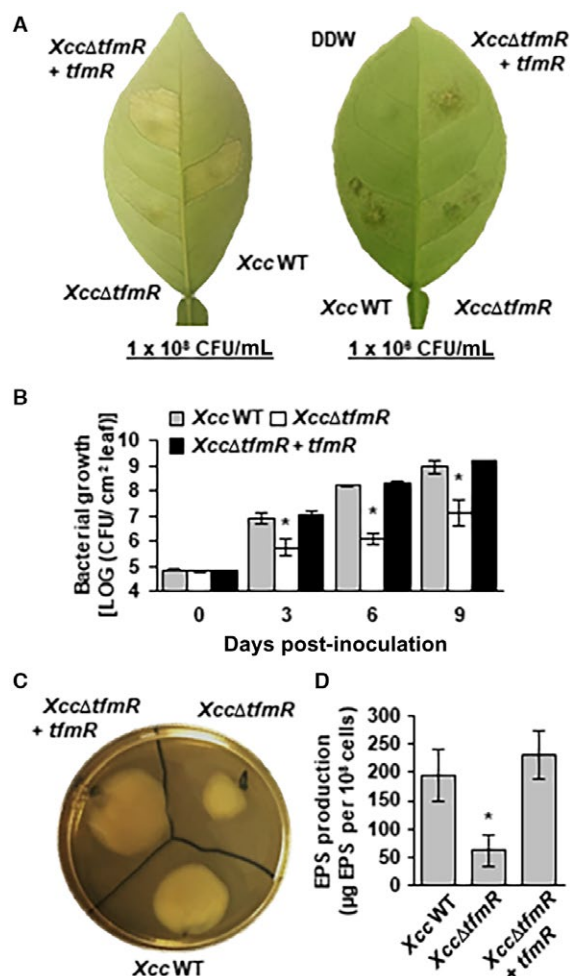 A
XccΔtfmR
+ tfmR
XccΔtfmR
Xcc WT
1 x 10⁸ CFU/mL
DDW
XccΔtfmR
+ tfmR
Xcc WT
XccΔtfmR
1 x 10⁶ CFU/mL
B
Xcc WT XccΔtfmR
XccΔtfmR + tfmR
Bacterial growth
[LOG (CFU/ cm² leaf)]
10
9
8
7
6
5
4
* * *
0 3 6 9
Days post-inoculation
C
XccΔtfmR
+ tfmR
XccΔtfmR
Xcc WT
D
EPS production
(µg EPS per 10⁸ cells)
300
250
200
150
100
50
0
*
Xcc WT
XccΔtfmR
XccΔtfmR
+ tfmR